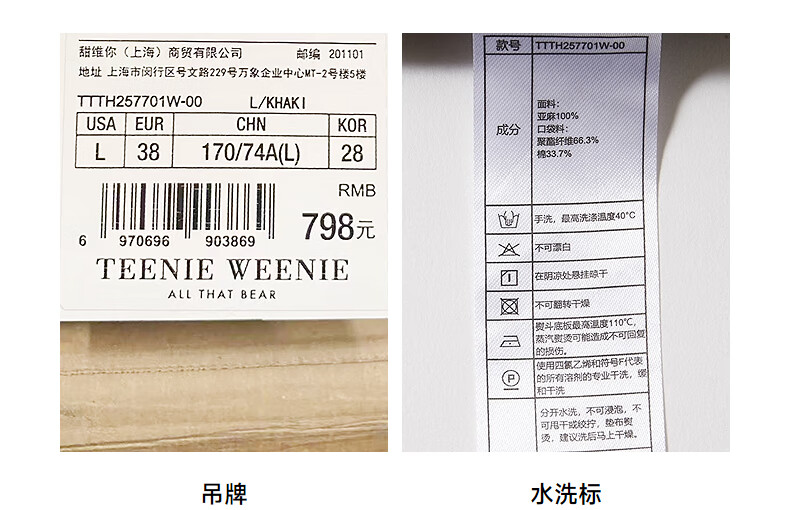 甜维你（上海）商贸有限公司 邮编 201101
地址 上海市闵行区号文路229号万象企业中心MT-2号楼5楼
TTTH257701W-00 L/KHAKI
USA EUR CHN KOR
L 38 170/74A(L) 28
RMB
798元
6 970696 903869
TEENIE WEENIE
ALL THAT BEAR
吊牌
款号 TTTH257701W-00
成分
面料：
亚麻100%
口袋料：
聚酯纤维66.3%
棉33.7%
手洗，最高洗涤温度40°C
不可漂白
在阴凉处悬挂晾干
不可翻转干燥
熨斗底板最高温度110°C，
蒸汽熨烫可能造成不可回复
的损伤。
P
使用四氯乙烯和符号F代表
的所有溶剂的专业干洗，缓
和干洗
分开水洗，不可浸泡，不
可甩干或绞拧，垫布熨
烫，建议洗后马上干燥。
水洗标